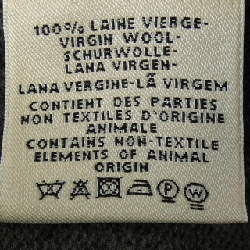 100% LAINE VIERGE-
VIRGIN WOOL-
SCHURWOLLE-
LANA VIRGEN-
LANA VERGINE-LÃ VIRGEM
CONTIENT DES PARTIES
NON TEXTILES D'ORIGINE
ANIMALE
CONTAINS NON-TEXTILE
ELEMENTS OF ANIMAL
ORIGIN
P W